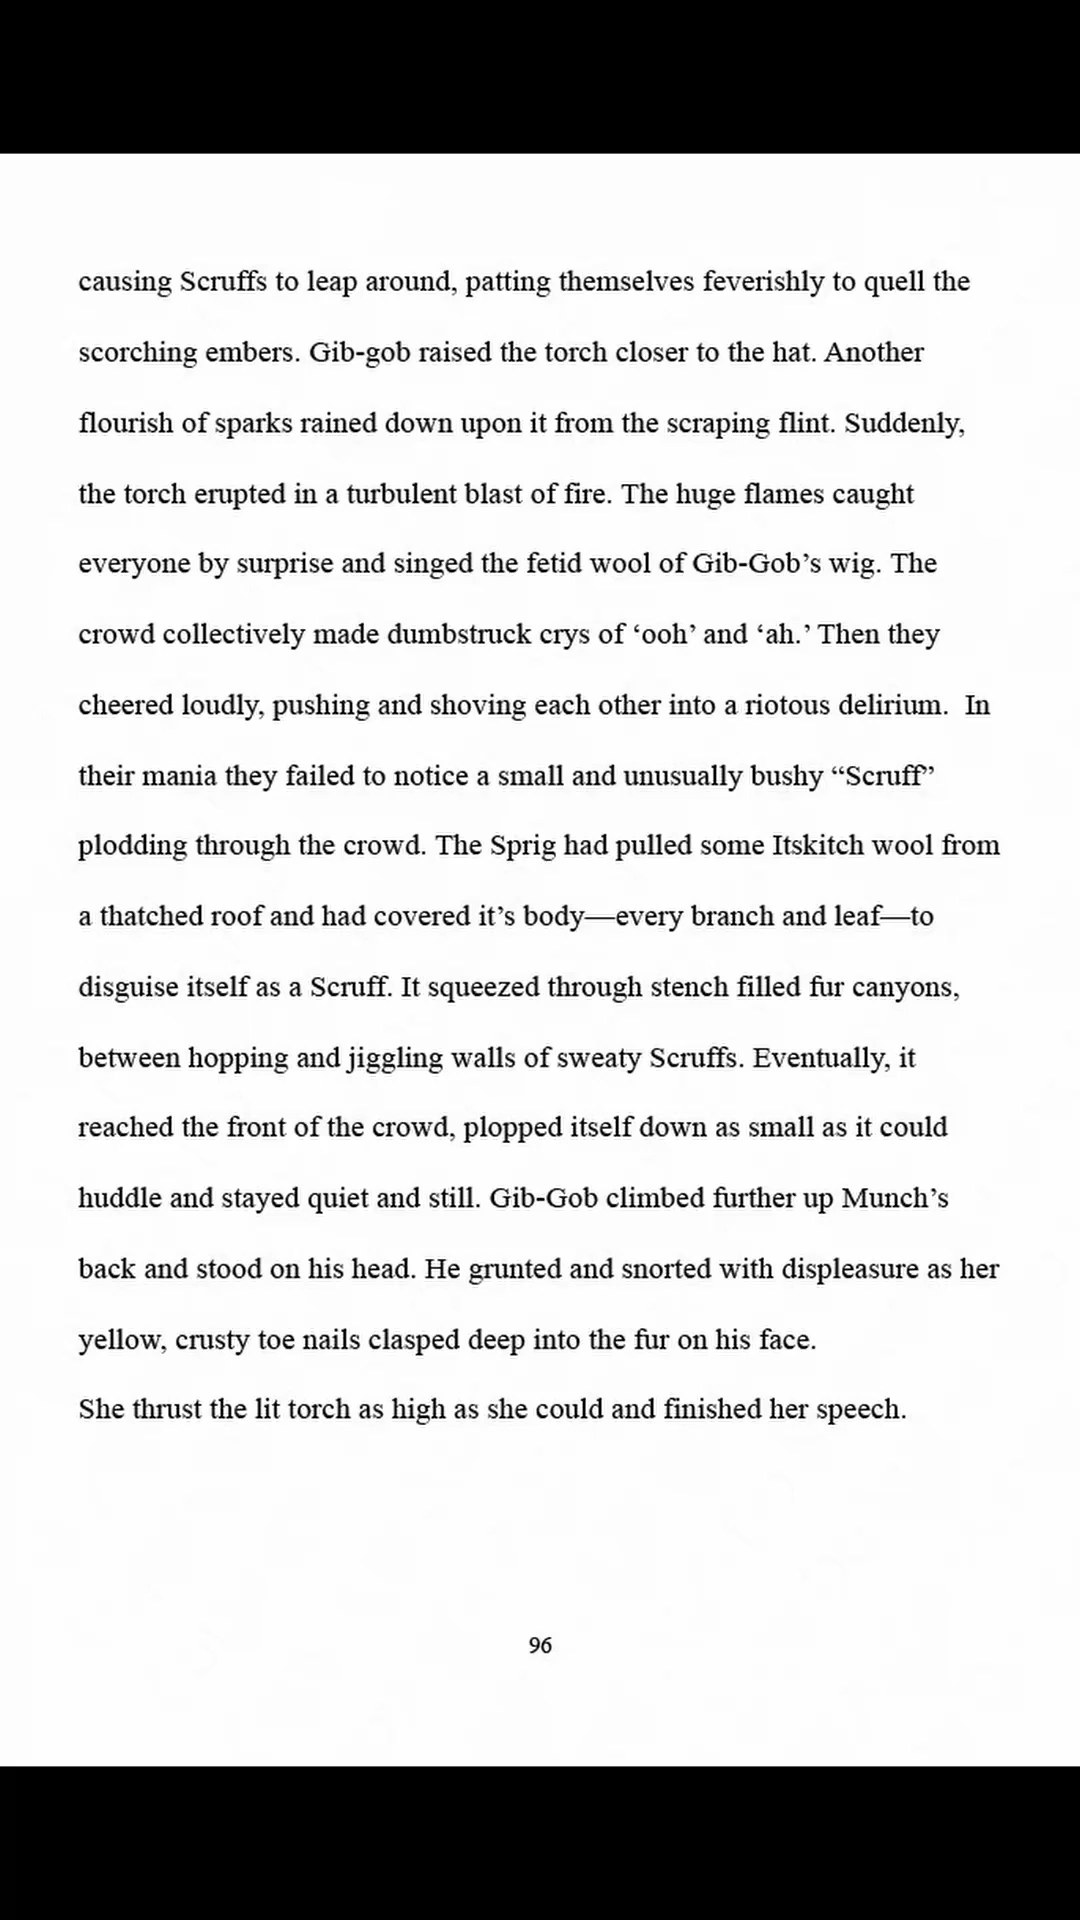 causing Scruffs to leap around, patting themselves feverishly to quell the
scorching embers. Gib-gob raised the torch closer to the hat. Another
flourish of sparks rained down upon it from the scraping flint. Suddenly,
the torch erupted in a turbulent blast of fire. The huge flames caught
everyone by surprise and singed the fetid wool of Gib-Gob’s wig. The
crowd collectively made dumbstruck crys of ‘ooh’ and ‘ah.’ Then they
cheered loudly, pushing and shoving each other into a riotous delirium.  In
their mania they failed to notice a small and unusually bushy “Scruff”
plodding through the crowd. The Sprig had pulled some Itskitch wool from
a thatched roof and had covered it’s body—every branch and leaf—to
disguise itself as a Scruff. It squeezed through stench filled fur canyons,
between hopping and jiggling walls of sweaty Scruffs. Eventually, it
reached the front of the crowd, plopped itself down as small as it could
huddle and stayed quiet and still. Gib-Gob climbed further up Munch’s
back and stood on his head. He grunted and snorted with displeasure as her
yellow, crusty toe nails clasped deep into the fur on his face.
She thrust the lit torch as high as she could and finished her speech.
96